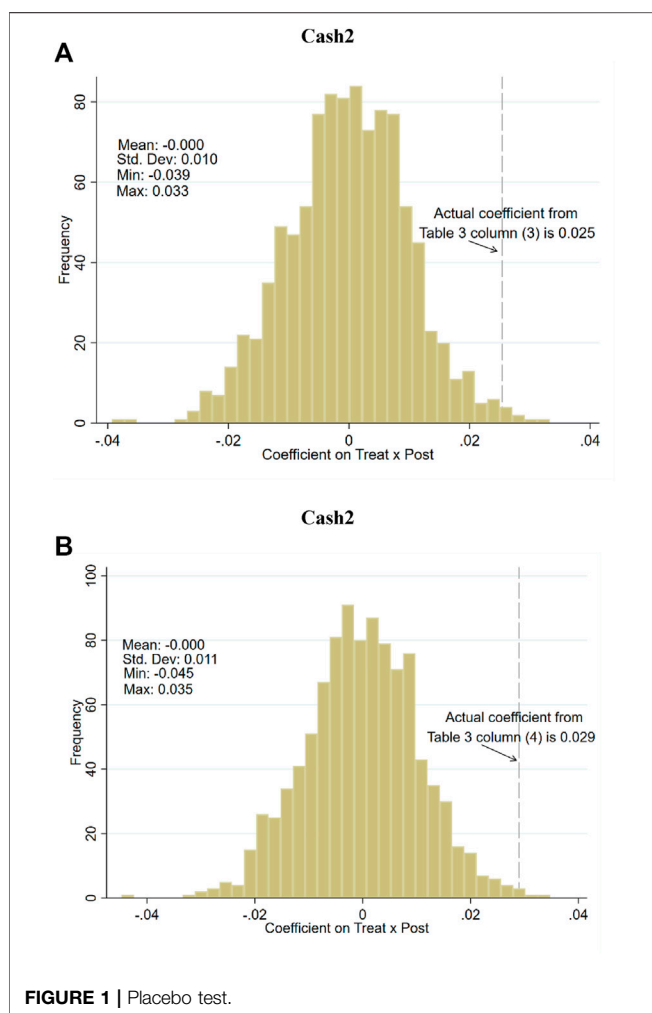 Cash2
A
Mean: -0.000
Std. Dev: 0.010
Min: -0.039
Max: 0.033
Actual coefficient from
Table 3 column (3) is 0.025
Frequency
80
60
40
20
0
-.04 -.02 0 .02 .04
Coefficient on Treat x Post
Cash2
B
Mean: -0.000
Std. Dev: 0.011
Min: -0.045
Max: 0.035
Actual coefficient from
Table 3 column (4) is 0.029
Frequency
100
80
60
40
20
0
-.04 -.02 0 .02 .04
Coefficient on Treat x Post
FIGURE 1 | Placebo test.